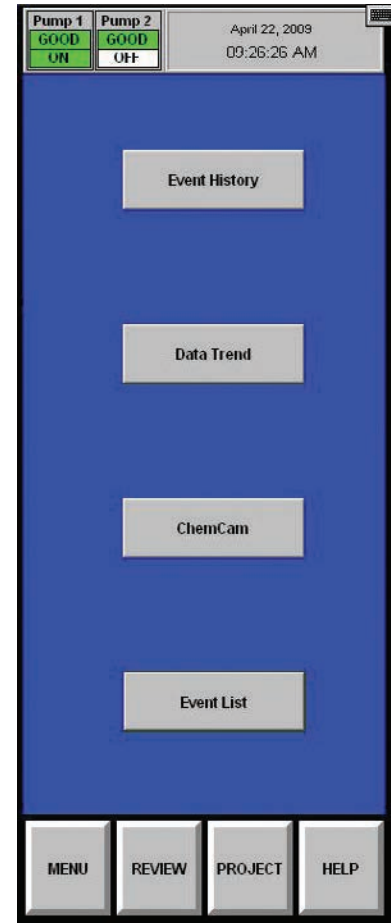 Pump 1 Pump 2
GOOD GOOD
ON OFF
April 22, 2009
09:26:26 AM
Event History
Data Trend
ChemCam
Event List
MENU REVIEW PROJECT HELP